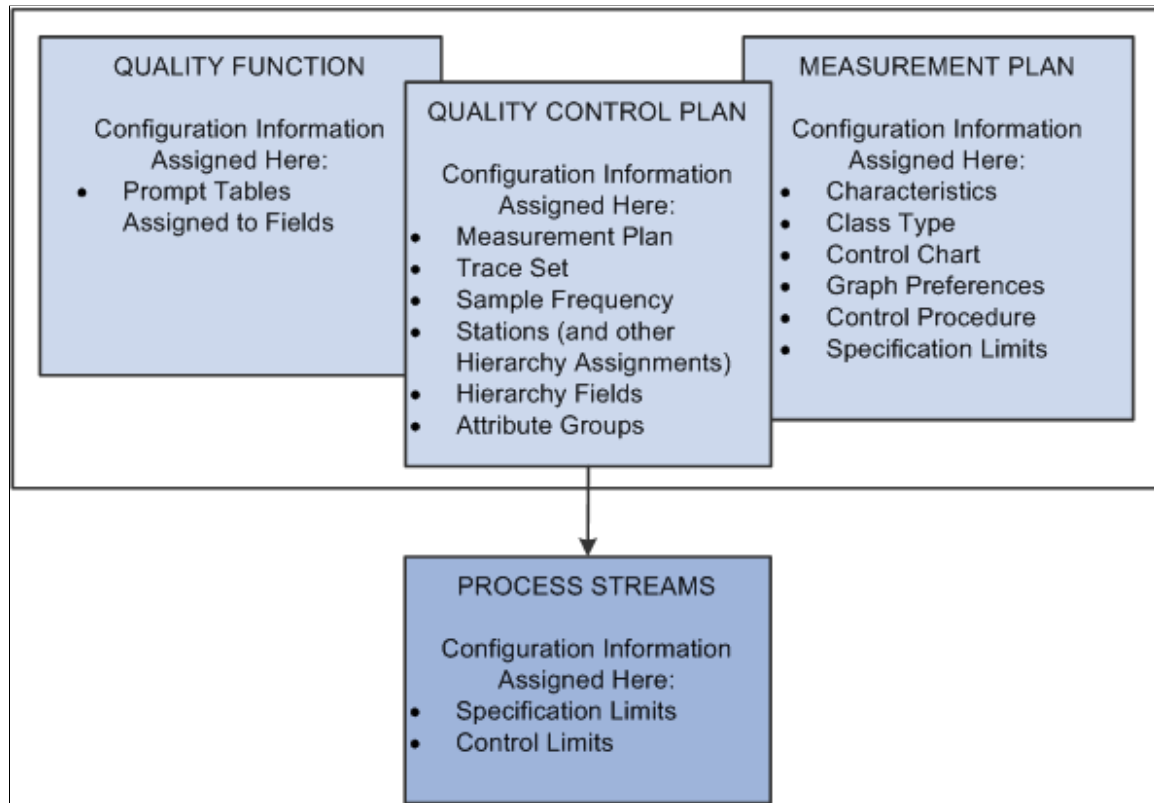 QUALITY FUNCTION
Configuration Information
Assigned Here:
• Prompt Tables
Assigned to Fields
QUALITY CONTROL PLAN
Configuration Information
Assigned Here:
• Measurement Plan
• Trace Set
• Sample Frequency
• Stations (and other
Hierarchy Assignments)
• Hierarchy Fields
• Attribute Groups
MEASUREMENT PLAN
Configuration Information
Assigned Here:
• Characteristics
• Class Type
• Control Chart
• Graph Preferences
• Control Procedure
• Specification Limits
PROCESS STREAMS
Configuration Information
Assigned Here:
• Specification Limits
• Control Limits